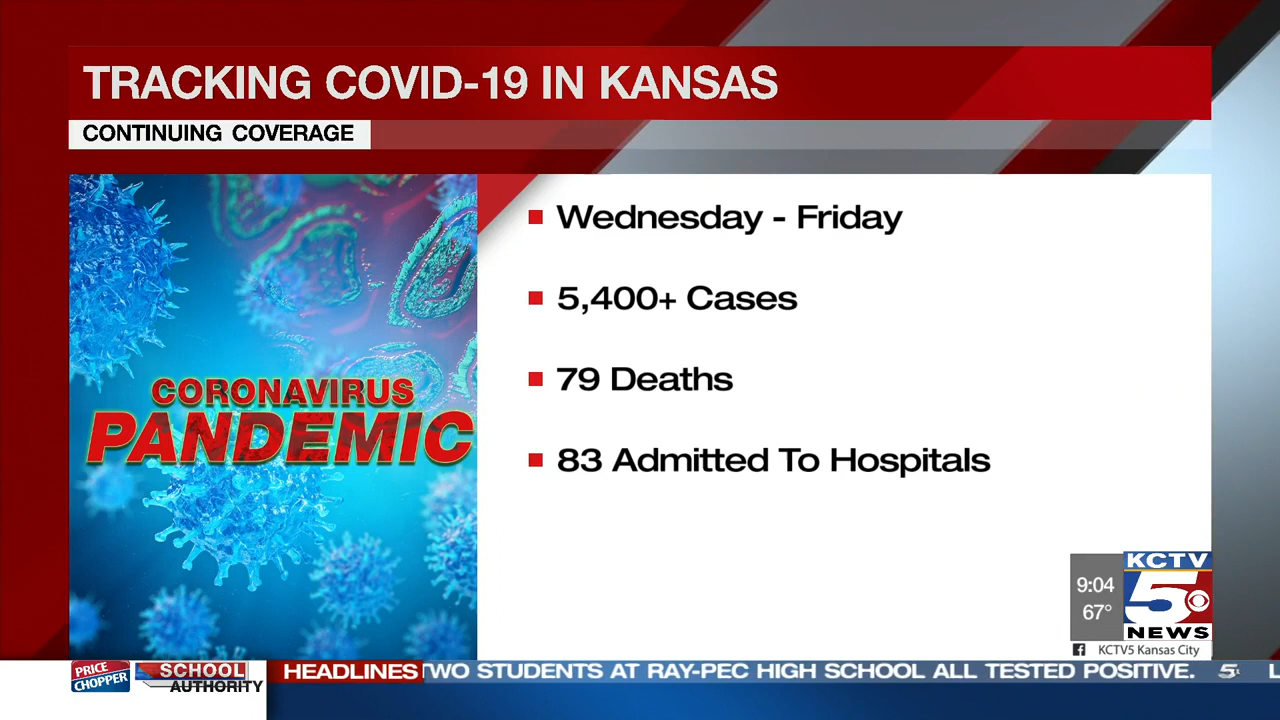 TRACKING COVID-19 IN KANSAS
CONTINUING COVERAGE
CORONAVIRUS
PANDEMIC
Wednesday - Friday
5,400+ Cases
79 Deaths
83 Admitted To Hospitals
9:04
67°
KCTV
5
NEWS
KCTV5 Kansas City
PRICE
CHOPPER
SCHOOL
AUTHORITY
HEADLINES
TWO STUDENTS AT RAY-PEC HIGH SCHOOL ALL TESTED POSITIVE. 5 L